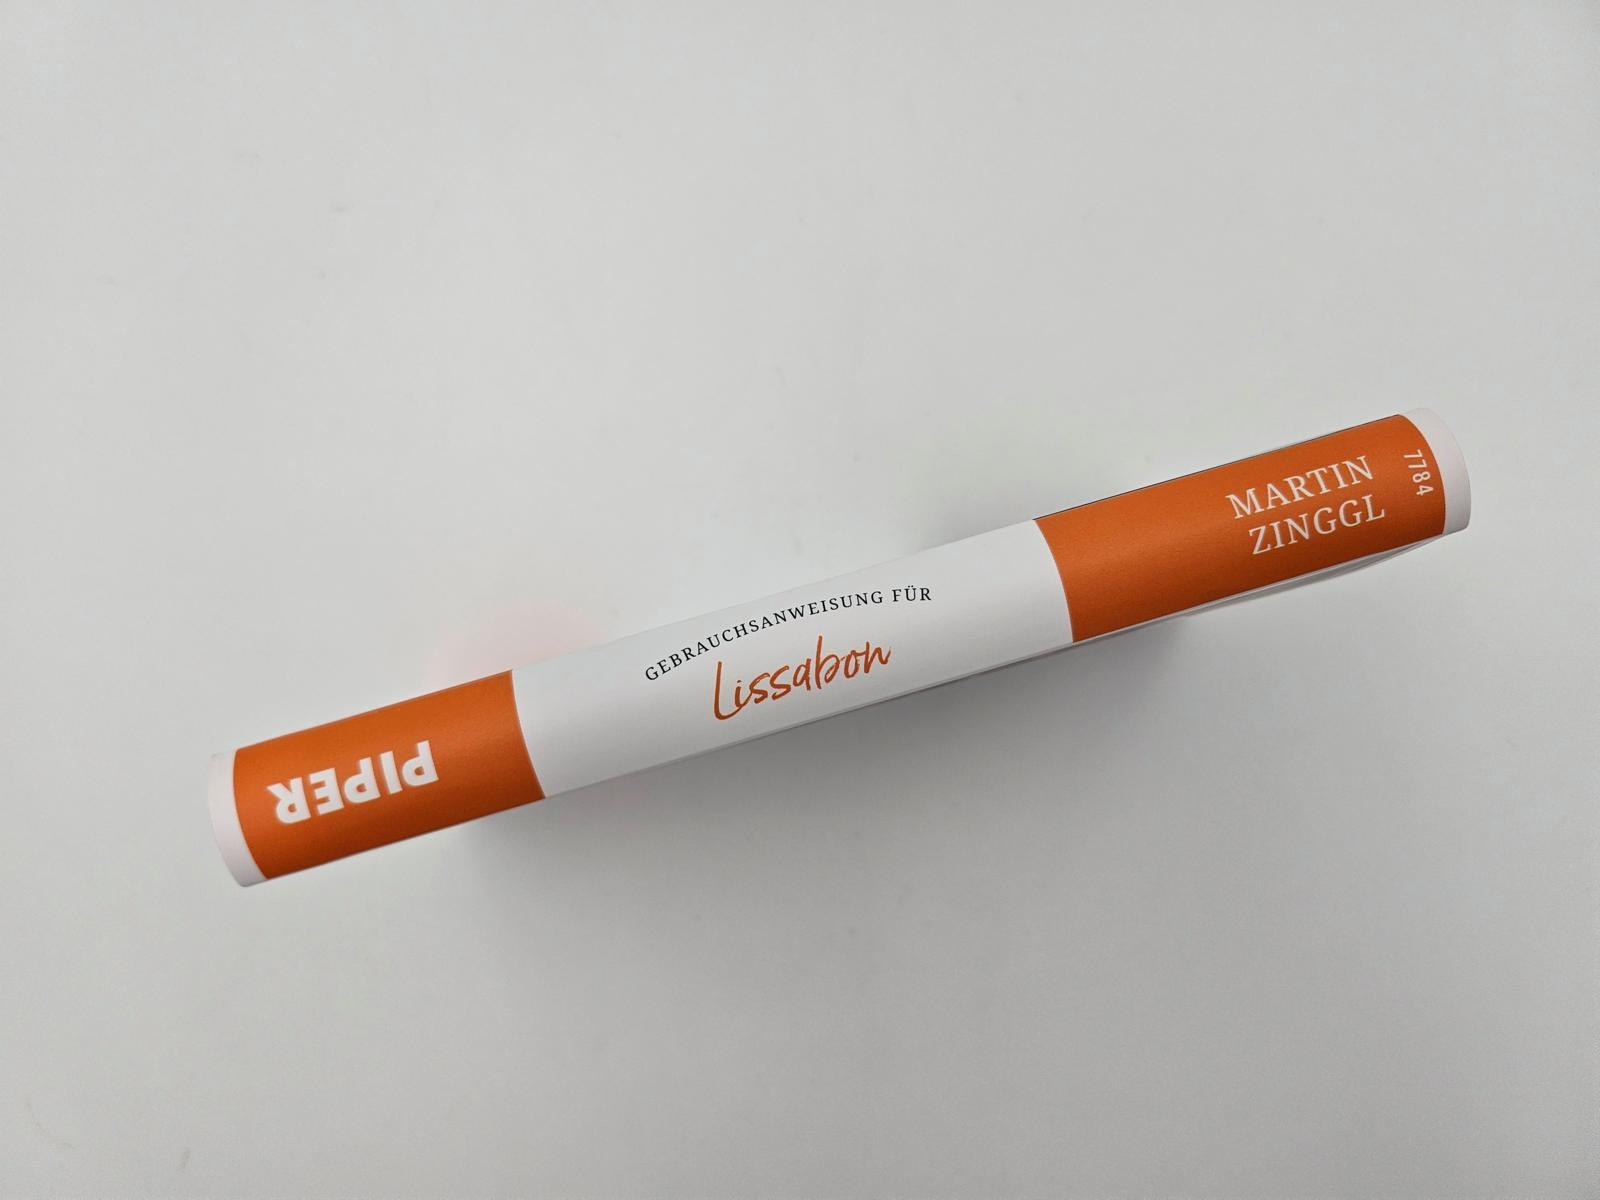 GEBRAUCHSANWEISUNG FÜR
Lissabon
MARTIN
ZINGGL
7784
PIPER